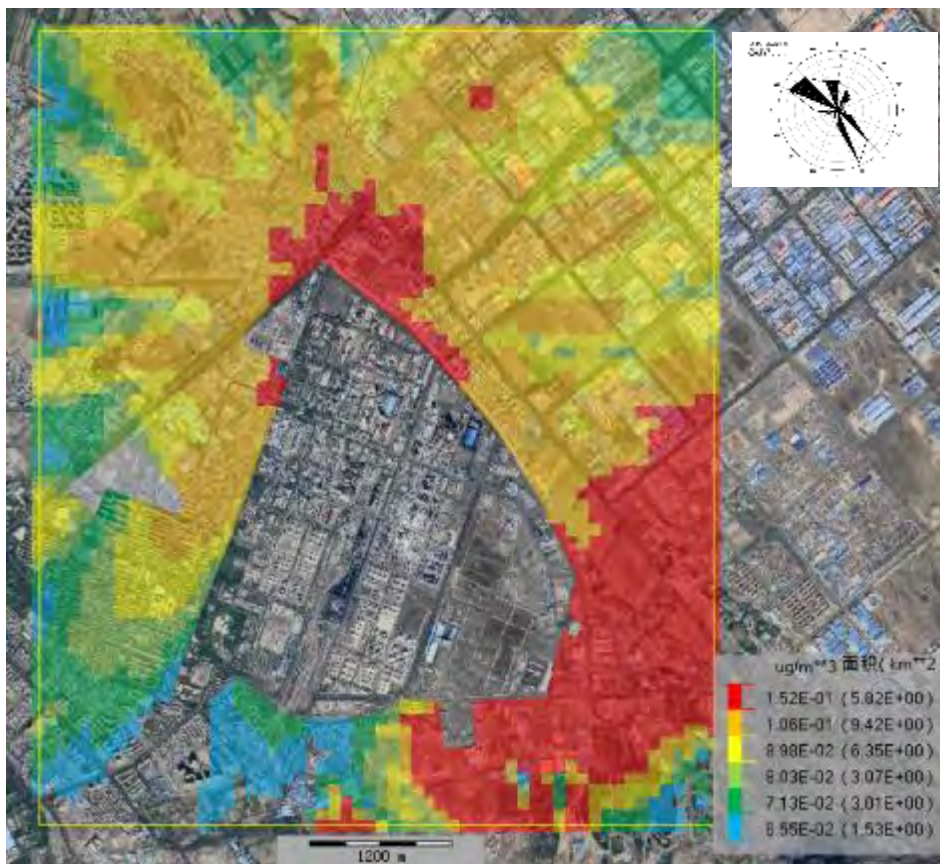 ug/m**3 面积( km**2
1.52E-01 (5.82E+00)
1.06E-01 (9.42E+00)
8.98E-02 (6.35E+00)
8.03E-02 (3.07E+00)
7.13E-02 (3.01E+00)
6.55E-02 (1.53E+00)
1200 m